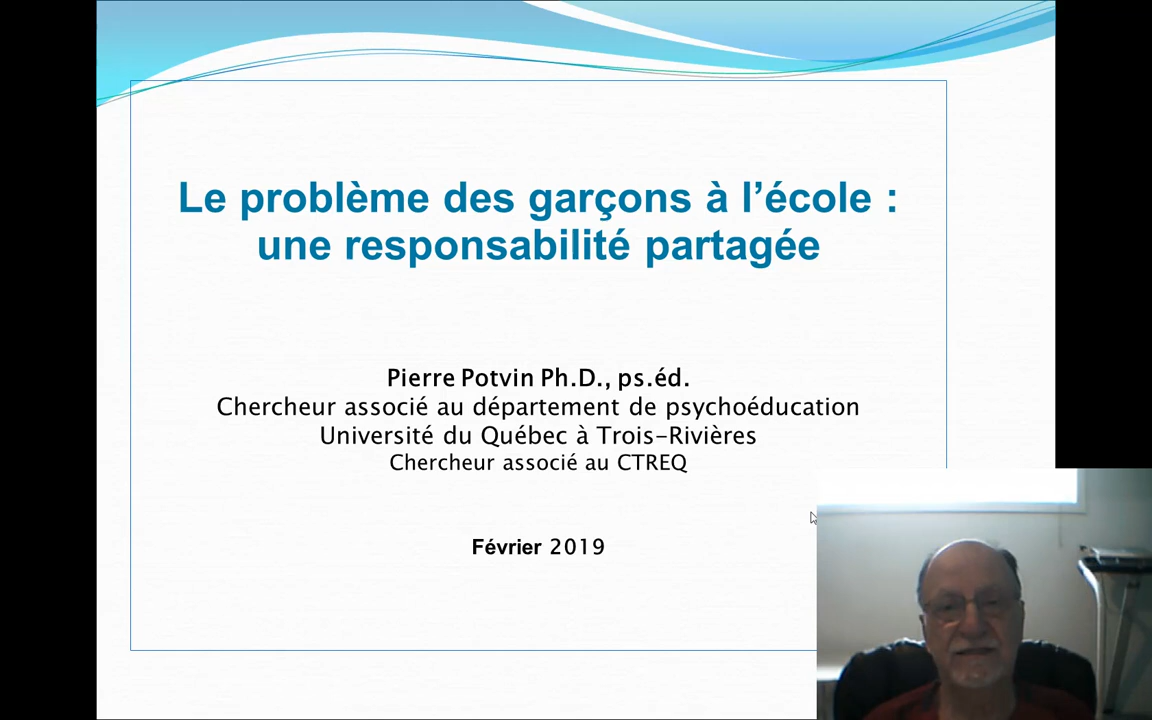 Le problème des garçons à l’école :
une responsabilité partagée
Pierre Potvin Ph.D., ps.éd.
Chercheur associé au département de psychoéducation
Université du Québec à Trois-Rivières
Chercheur associé au CTREQ
Février 2019